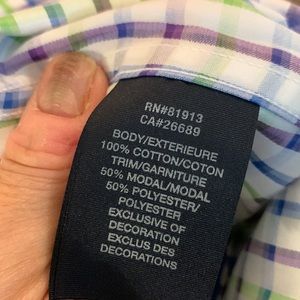 RN#81913
CA#26689
BODY/EXTERIEURE
100% COTTON/COTON
TRIM/GARNITURE
50% MODAL/MODAL
50% POLYESTER/
POLYESTER
EXCLUSIVE OF
DECORATION
EXCLUS DES
DECORATION